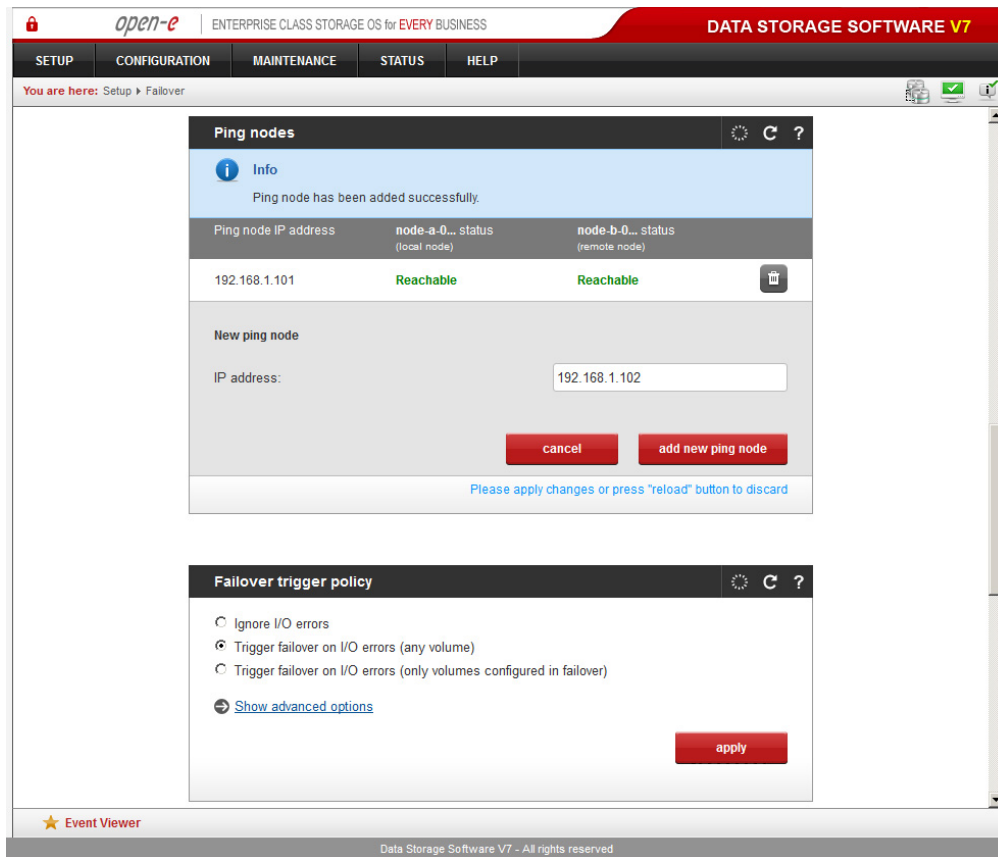 open-e ENTERPRISE CLASS STORAGE OS for EVERY BUSINESS DATA STORAGE SOFTWARE V7
SETUP CONFIGURATION MAINTENANCE STATUS HELP
You are here: Setup Failover
Ping nodes ?
Info
Ping node has been added successfully.
Ping node IP address node-a-0... status node-b-0... status
(local node) (remote node)
192.168.1.101 Reachable Reachable
New ping node
IP address: 192.168.1.102
cancel add new ping node
Please apply changes or press "reload" button to discard
Failover trigger policy ?
Ignore I/O errors
Trigger failover on I/O errors (any volume)
Trigger failover on I/O errors (only volumes configured in failover)
Show advanced options
apply
Event Viewer
Data Storage Software V7 - All rights reserved